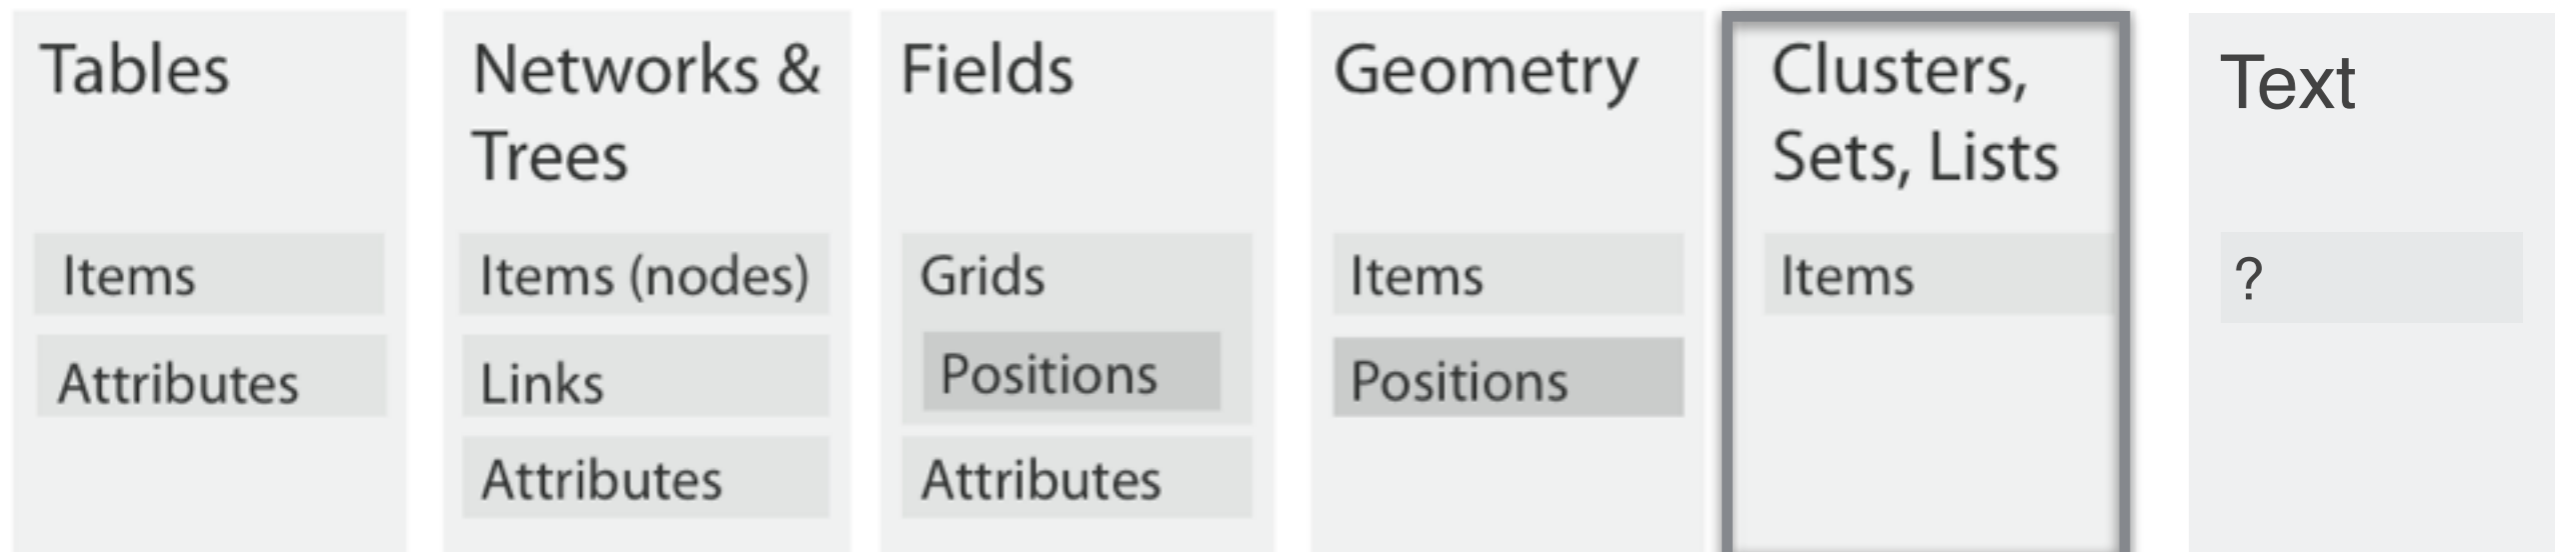 Tables
Items
Attributes
Networks &
Trees
Items (nodes)
Links
Attributes
Fields
Grids
Positions
Attributes
Geometry
Items
Positions
Clusters,
Sets, Lists
Items
Text
?